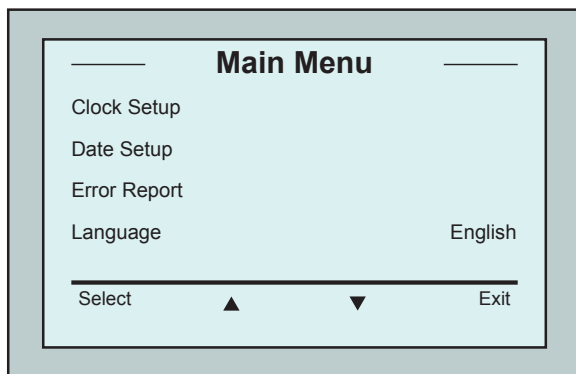 Main Menu
Clock Setup
Date Setup
Error Report
Language English
Select ▲ ▼ Exit